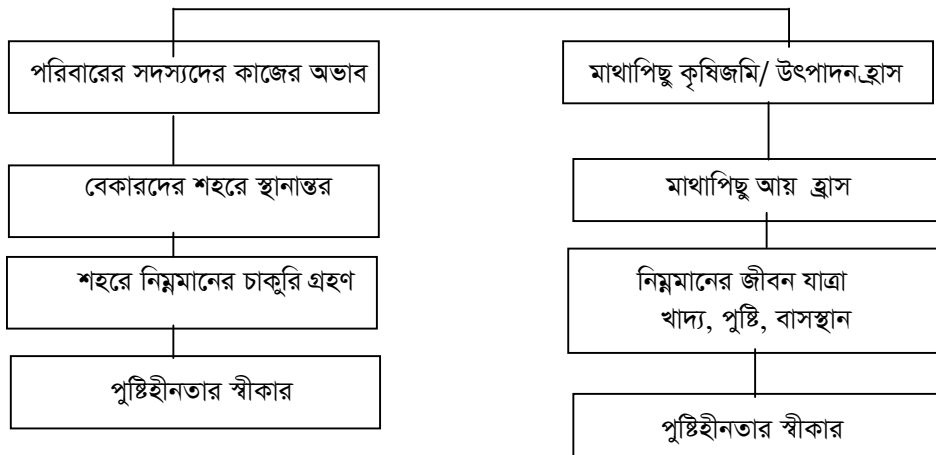 পরিবারের সদস্যদের কাজের অভাব
বেকারদের শহরে স্থানান্তর
শহরে নিম্নমানের চাকুরি গ্রহণ
পুষ্টিহীনতার স্বীকার
মাথাপিছু কৃষিজমি/ উৎপাদন হ্রাস
মাথাপিছু আয় হ্রাস
নিম্নমানের জীবন যাত্রা
খাদ্য, পুষ্টি, বাসস্থান
পুষ্টিহীনতার স্বীকার